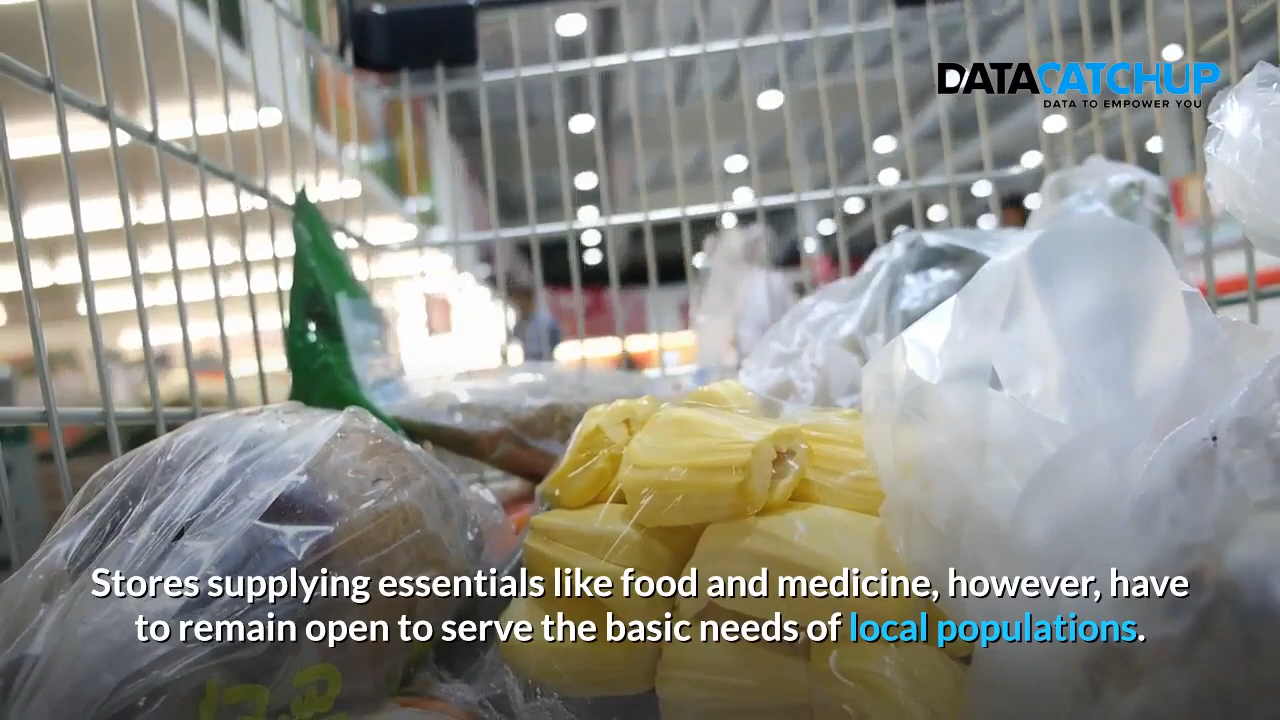 DATACATCHUP
DATA TO EMPOWER YOU
Stores supplying essentials like food and medicine, however, have
to remain open to serve the basic needs of local populations.